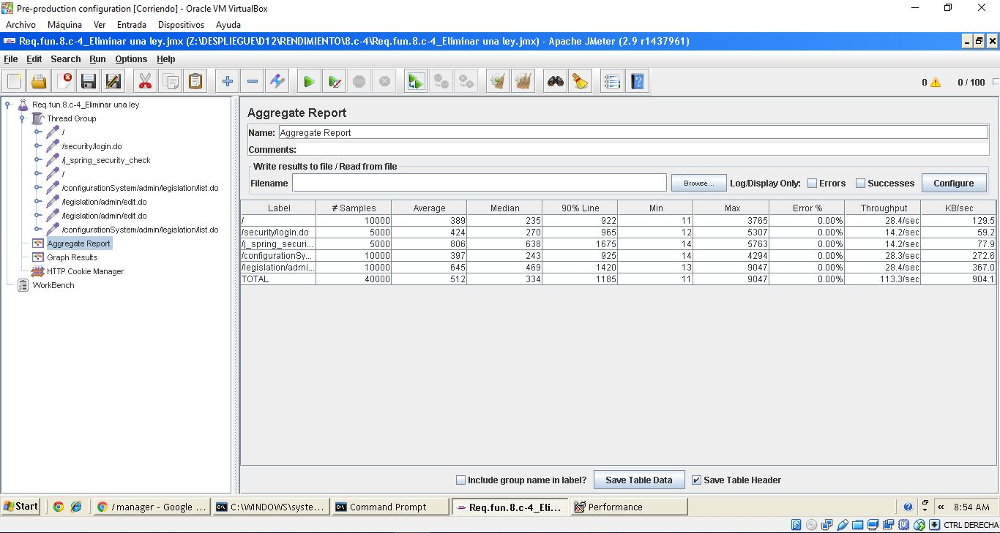 Pre-production configuration [Corriendo] - Oracle VM VirtualBox
Archivo Máquina Ver Entrada Dispositivos Ayuda
Req.fun.8.c-4_Eliminar una ley.jmx (Z:\DESPLIEGUE\D12\RENDIMIENTO\8.c-4\Req.fun.8.c-4_Eliminar una ley.jmx) - Apache JMeter (2.9 r1437961)
File Edit Search Run Options Help
0 0 / 100
Req.fun.8.c-4_Eliminar una ley
Thread Group
/
/security/login.do
/j_spring_security_check
/
/configurationSystem/admin/legislation/list.do
/legislation/admin/edit.do
/legislation/admin/edit.do
/configurationSystem/admin/legislation/list.do
Aggregate Report
Graph Results
HTTP Cookie Manager
WorkBench
Aggregate Report
Name: Aggregate Report
Comments:
Write results to file / Read from file
Filename Browse... Log/Display Only: Errors Successes Configure
Label # Samples Average Median 90% Line Min Max Error % Throughput KB/sec
/ 10000 389 235 922 11 3765 0.00% 28.4/sec 129.5
/security/login.do 5000 424 270 965 12 5307 0.00% 14.2/sec 59.2
/j_spring_securi... 5000 806 638 1675 14 5763 0.00% 14.2/sec 77.9
/configurationSy... 10000 397 243 925 14 4294 0.00% 28.3/sec 272.6
/legislation/admi... 10000 645 469 1420 13 9047 0.00% 28.4/sec 367.0
TOTAL 40000 512 334 1185 11 9047 0.00% 113.3/sec 904.1
Include group name in label? Save Table Data Save Table Header
Start /manager - Google ... C:\WINDOWS\syste... Command Prompt Req.fun.8.c-4_Eli... Performance « 8:54 AM
CTRL DERECHA